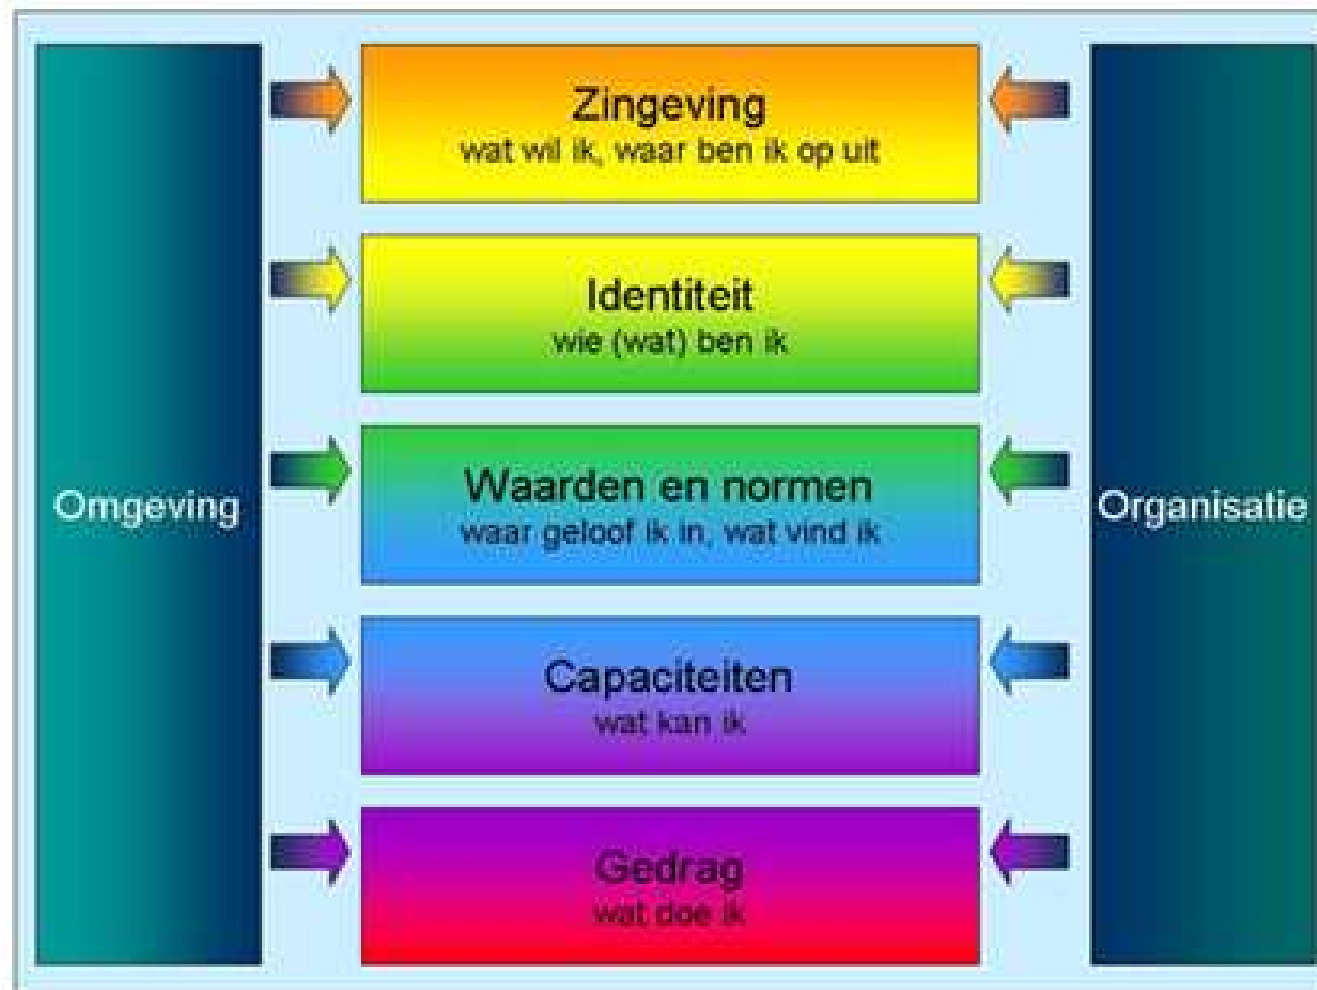 Zingeving
wat wil ik, waar ben ik op uit
Identiteit
wie (wat) ben ik
Omgeving
Waarden en normen
waar geloof ik in, wat vind ik
Organisatie
Capaciteiten
wat kan ik
Gedrag
wat doe ik